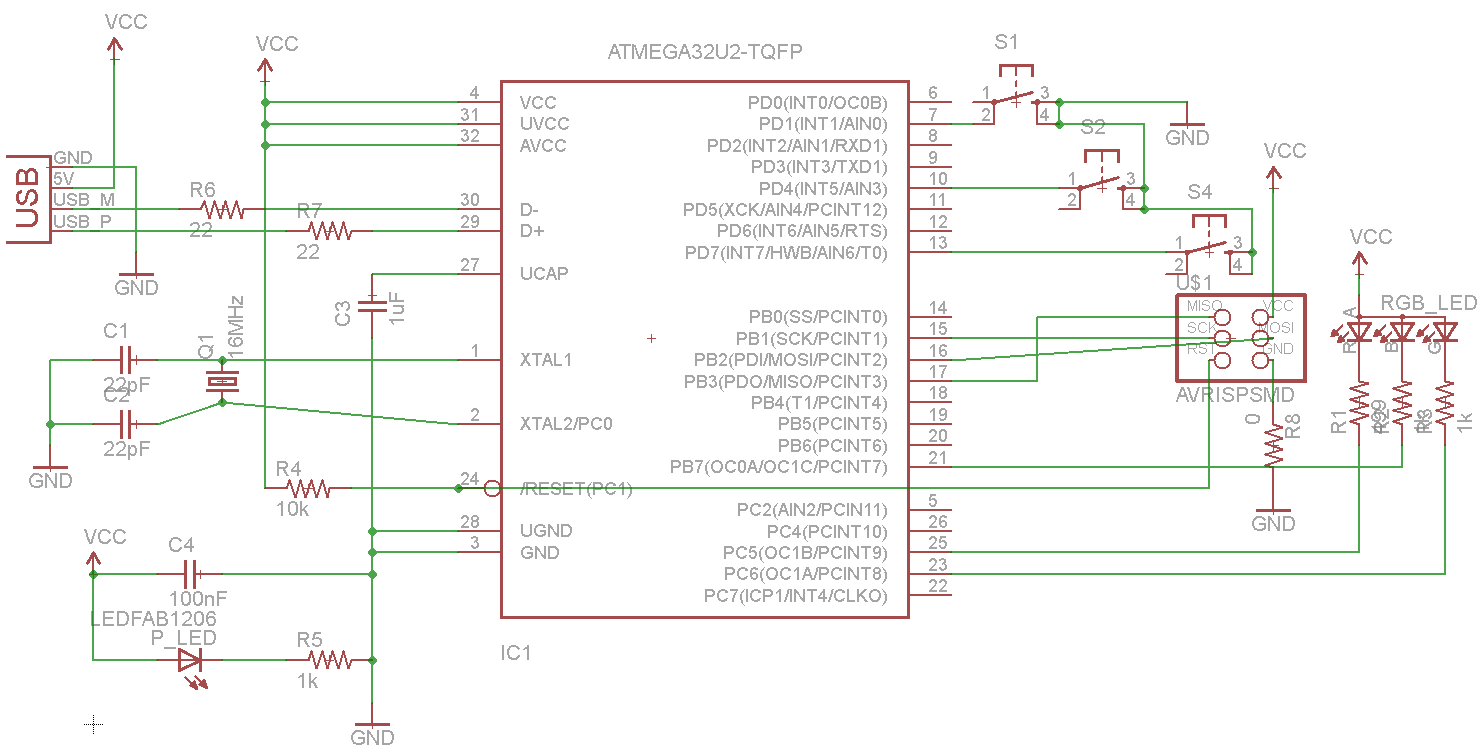 VCC
VCC
ATMEGA32U2-TQFP
S1
4 VCC PD0(INT0/OC0B) 6 1 3
31 UVCC PD1(INT1/AIN0) 7 2 4
32 AVCC PD2(INT2/AIN1/RXD1) 8
S2
GND
USB
GND
5V
USB_M
USB_P
PD3(INT3/TXD1) 9
VCC
PD4(INT5/AIN3) 10 1 3
R6
22
30 D- PD5(XCK/AIN4/PCINT12) 11 2 4
S4
R7
22
29 D+ PD6(INT6/AIN5/RTS) 12
VCC
PD7(INT7/HWB/AIN6/T0) 13 1 3
27 UCAP
2 4
GND
U$1
C3
1uF
PB0(SS/PCINT0) 14
MISO VCC
SCK MOSI
RST GND
AVRISPSMD
RGB_LED
A
R B G
C1
22pF
Q1
16MHz
PB1(SCK/PCINT1) 15
1 XTAL1 PB2(PDI/MOSI/PCINT2) 16
PB3(PDO/MISO/PCINT3) 17
C2
22pF
PB4(T1/PCINT4) 18
2 XTAL2/PC0 PB5(PCINT5) 19
0
R8
R1
R3
1k
PB6(PCINT6) 20
PB7(OC0A/OC1C/PCINT7) 21
GND
R4
10k
24 /RESET(PC1)
PC2(AIN2/PCIN11) 5
GND
28 UGND PC4(PCINT10) 26
3 GND PC5(OC1B/PCINT9) 25
VCC
C4
100nF
PC6(OC1A/PCINT8) 23
PC7(ICP1/INT4/CLKO) 22
LEDFAB1206
P_LED
R5
1k
IC1
GND